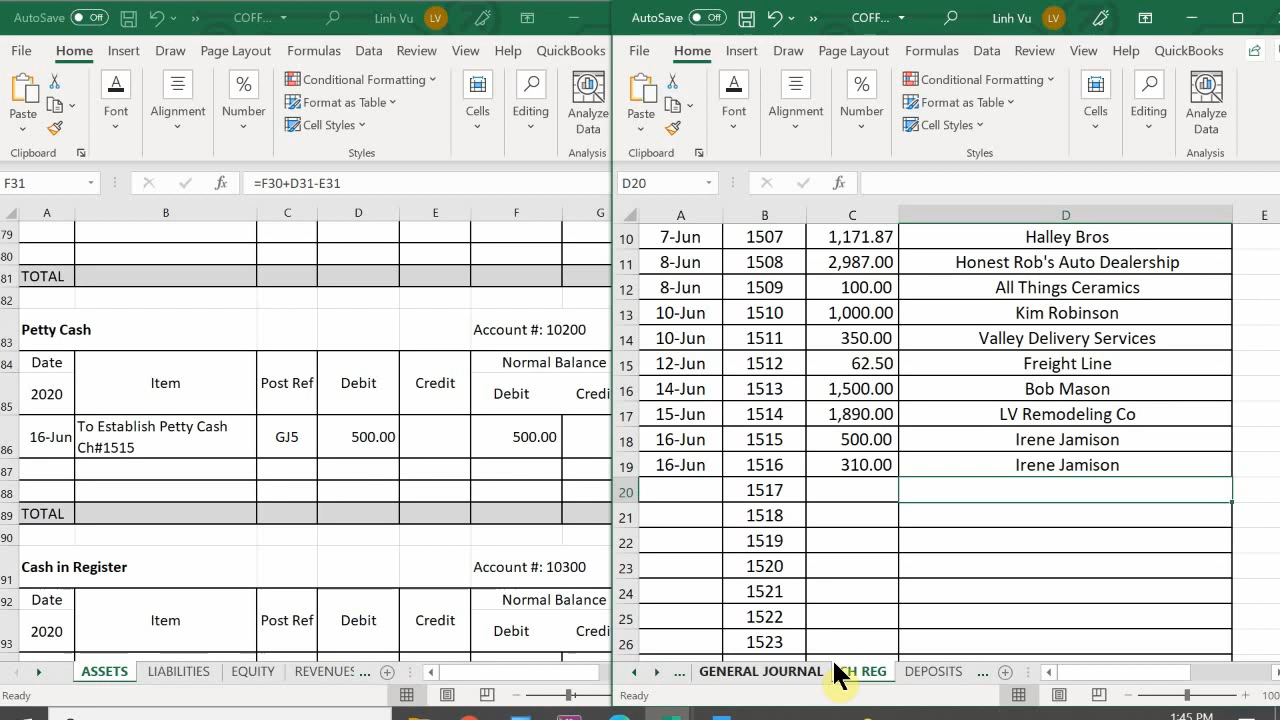 AutoSave Off COFF... Linh Vu LV
File Home Insert Draw Page Layout Formulas Data Review View Help QuickBooks
Paste Font Alignment Number Conditional Formatting Format as Table Cell Styles Cells Editing Analyze Data
Clipboard Styles Analysis
F31 fx =F30+D31-E31
A B C D E F G
79
80
81 TOTAL
82
83 Petty Cash Account #: 10200
84 Date Item Post Ref Debit Credit Normal Balance
85 2020 Debit Credi
86 16-Jun To Establish Petty Cash Ch#1515 GJ5 500.00 500.00
87
88
89 TOTAL
90
91 Cash in Register Account #: 10300
92 Date Item Post Ref Debit Credit Normal Balance
93 2020 Debit Credi
ASSETS LIABILITIES EQUITY REVENUES ...
Ready
AutoSave Off COFF... Linh Vu LV
File Home Insert Draw Page Layout Formulas Data Review View Help QuickBooks
Paste Font Alignment Number Conditional Formatting Format as Table Cell Styles Cells Editing Analyze Data
Clipboard Styles Analysis
D20 fx
A B C D E
10 7-Jun 1507 1,171.87 Halley Bros
11 8-Jun 1508 2,987.00 Honest Rob's Auto Dealership
12 8-Jun 1509 100.00 All Things Ceramics
13 10-Jun 1510 1,000.00 Kim Robinson
14 10-Jun 1511 350.00 Valley Delivery Services
15 12-Jun 1512 62.50 Freight Line
16 14-Jun 1513 1,500.00 Bob Mason
17 15-Jun 1514 1,890.00 LV Remodeling Co
18 16-Jun 1515 500.00 Irene Jamison
19 16-Jun 1516 310.00 Irene Jamison
20 1517
21 1518
22 1519
23 1520
24 1521
25 1522
26 1523
... GENERAL JOURNAL H REG DEPOSITS ...
Ready 100
1:45 PM